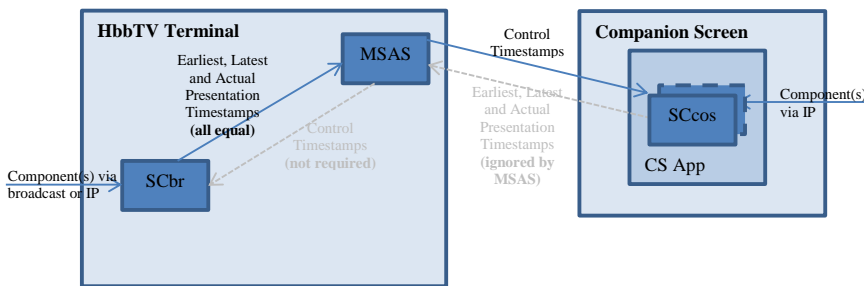 HbbTV Terminal
MSAS
Earliest, Latest
and Actual
Presentation
Timestamps
(all equal)
Control
Timestamps
(not required)
SCbr
Component(s) via
broadcast or IP
Control
Timestamps
Earliest, Latest
and Actual
Presentation
Timestamps
(ignored by
MSAS)
Companion Screen
SCcos
CS App
Component(s)
via IP